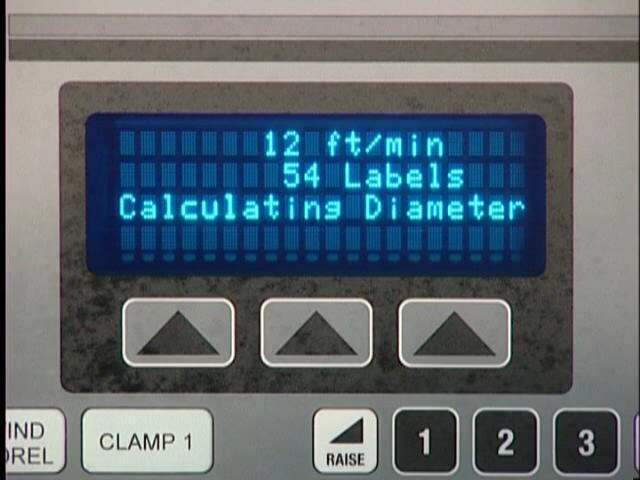 12 ft/min
54 Labels
Calculating Diameter
IND
OREL
CLAMP 1
RAISE
1
2
3